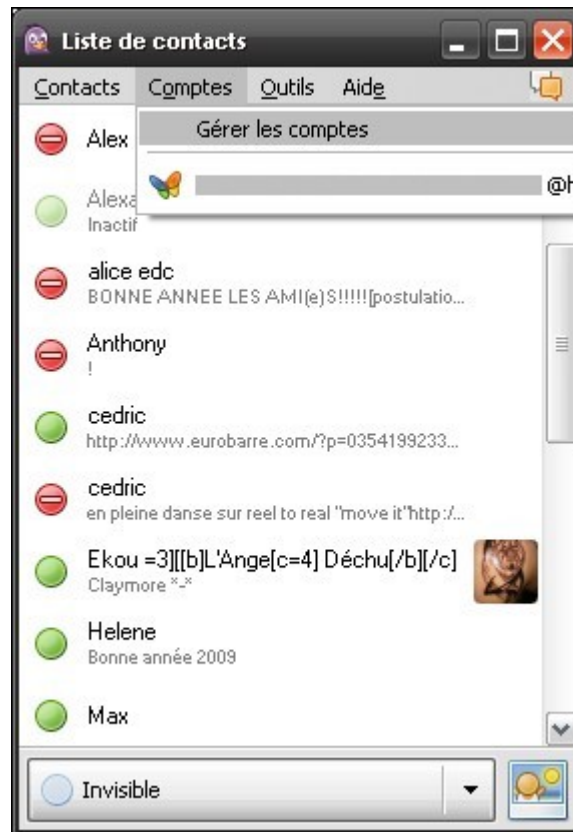 Liste de contacts
Contacts Comptes Outils Aide
Gérer les comptes
@h
Alex
Alexa
Inactif
alice edc
BONNE ANNEE LES AMI(e)S!!!!![postulatio...
Anthony
!
cedric
http://www.eurobarre.com/?p=0354199233...
cedric
en pleine danse sur reel to real "move it"http:/...
Ekou =3][[b]L'Ange[c=4] Déchu[/b][/c]
Claymore *-*
Helene
Bonne année 2009
Max
Invisible